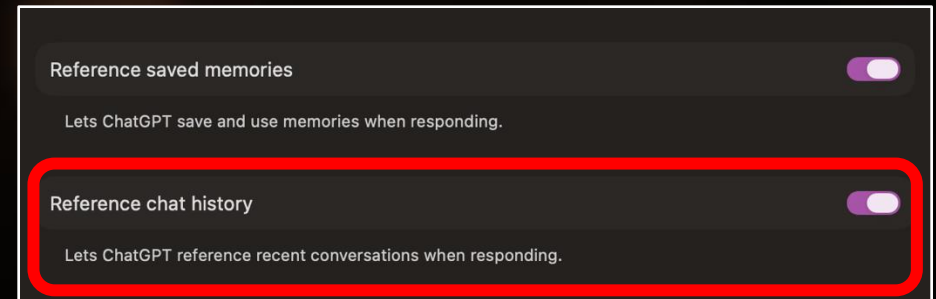 Reference saved memories
Lets ChatGPT save and use memories when responding.
Reference chat history
Lets ChatGPT reference recent conversations when responding.